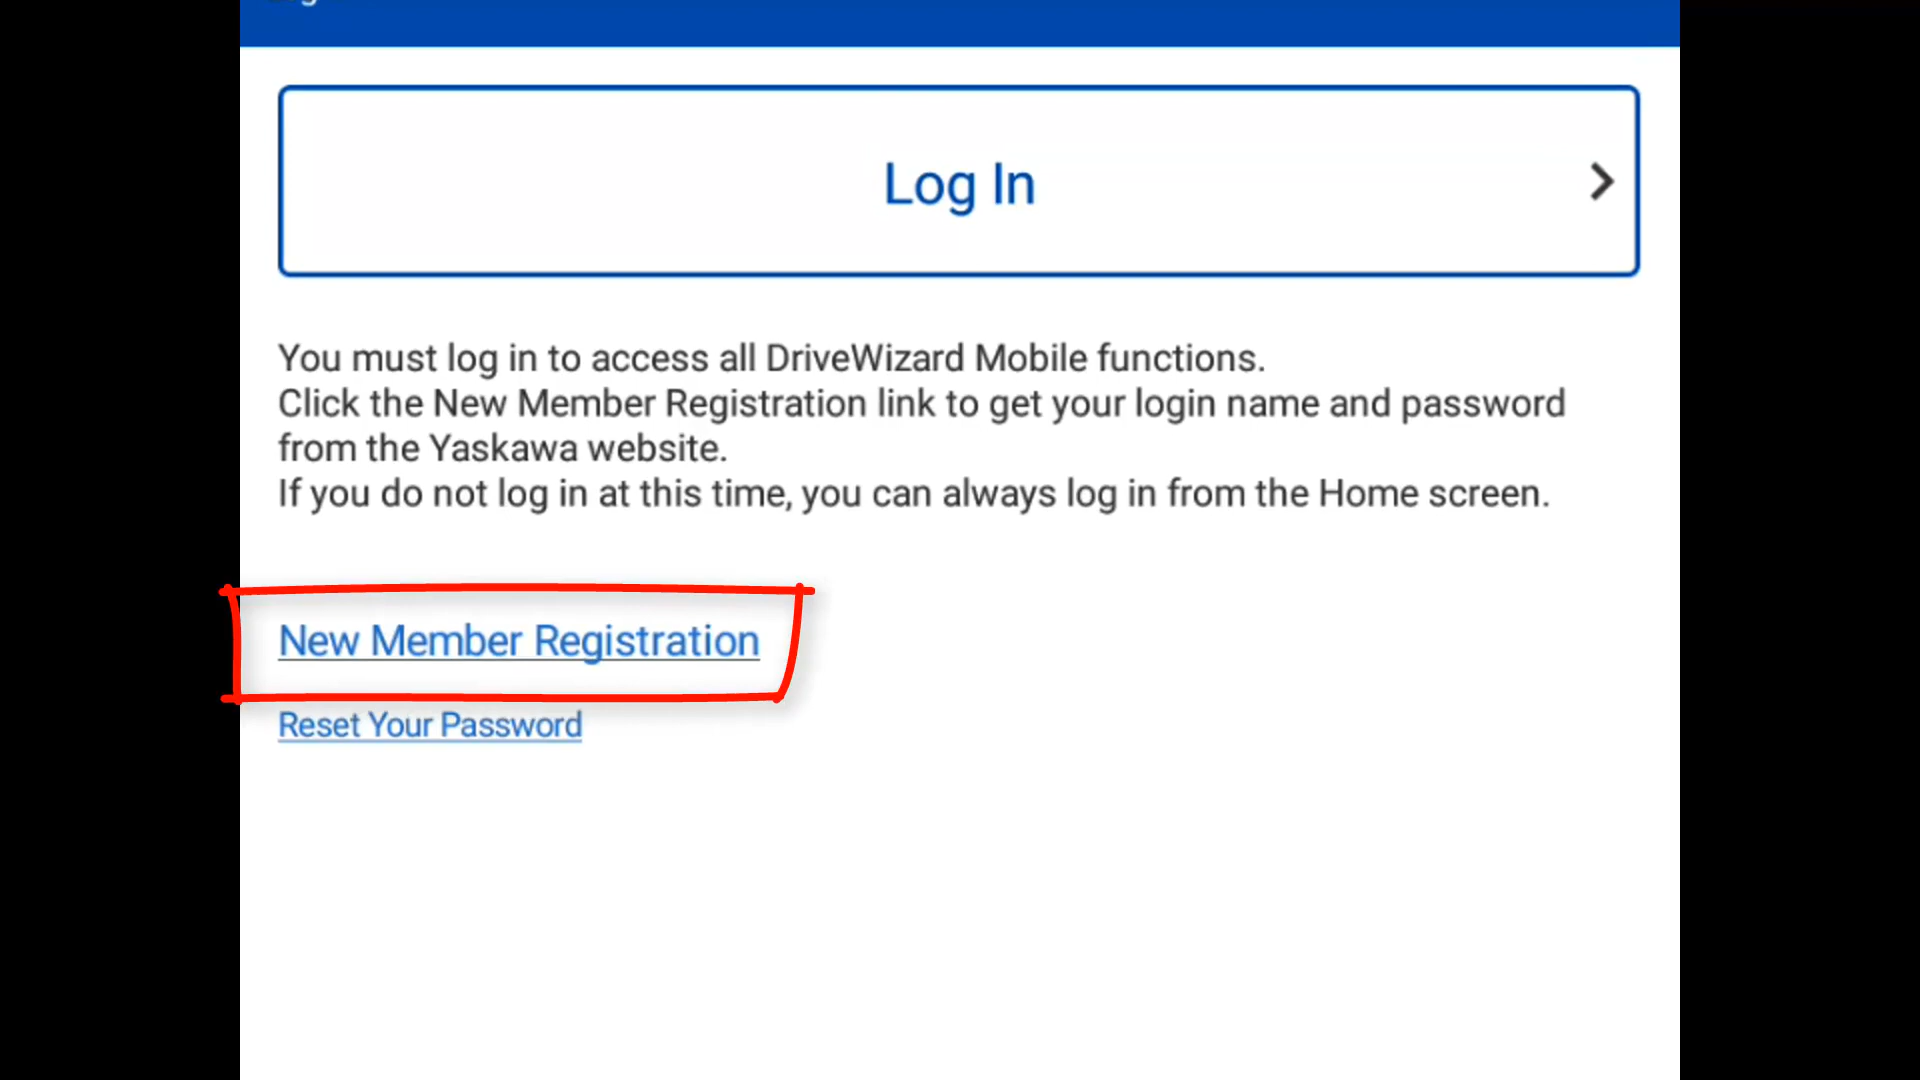 Log In
You must log in to access all DriveWizard Mobile functions.
Click the New Member Registration link to get your login name and password
from the Yaskawa website.
If you do not log in at this time, you can always log in from the Home screen.
New Member Registration
Reset Your Password